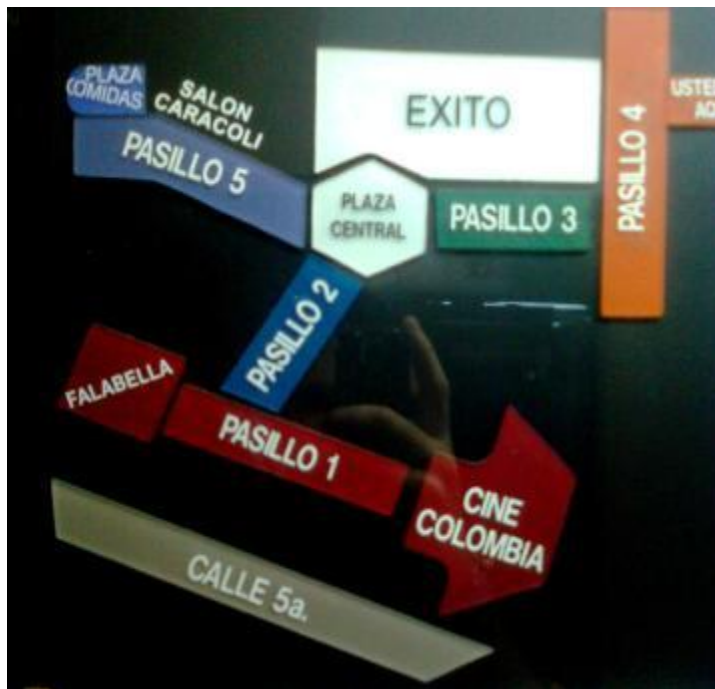 PLAZA
COMIDAS
SALON
CARACOLI
EXITO
PASILLO 4
PASILLO 5
PLAZA
CENTRAL
PASILLO 3
PASILLO 2
FALABELLA
PASILLO 1
CINE
COLOMBIA
CALLE 5a.